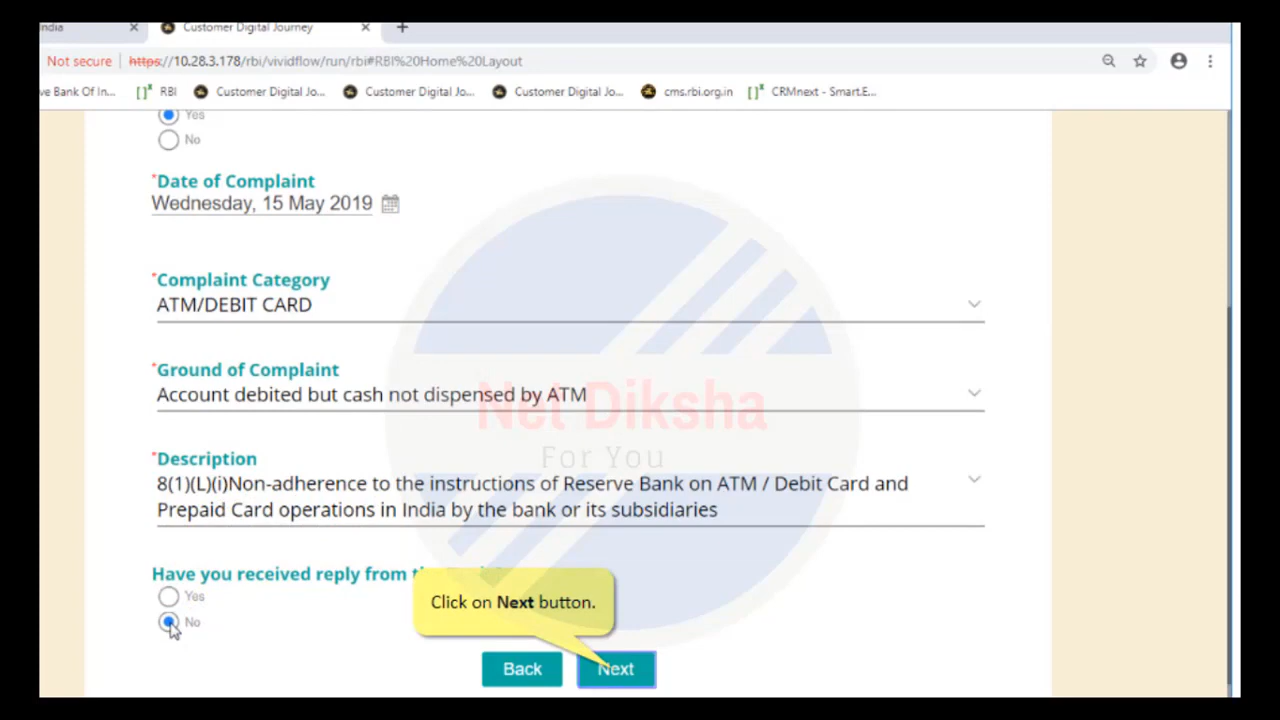 ndia
Customer Digital Journey
Not secure
https://10.28.3.178/rbi/vividflow/run/rbi#RBI%20Home%20Layout
ve Bank Of In...
RBI
Customer Digital Jo...
Customer Digital Jo...
Customer Digital Jo...
cms.rbi.org.in
CRMnext - Smart.E...
Yes
No
*Date of Complaint
Wednesday, 15 May 2019
*Complaint Category
ATM/DEBIT CARD
*Ground of Complaint
Account debited but cash not dispensed by ATM
Net Diksha
For You
*Description
8(1)(L)(i)Non-adherence to the instructions of Reserve Bank on ATM / Debit Card and
Prepaid Card operations in India by the bank or its subsidiaries
Have you received reply from
Yes
No
Click on Next button.
Back
Next